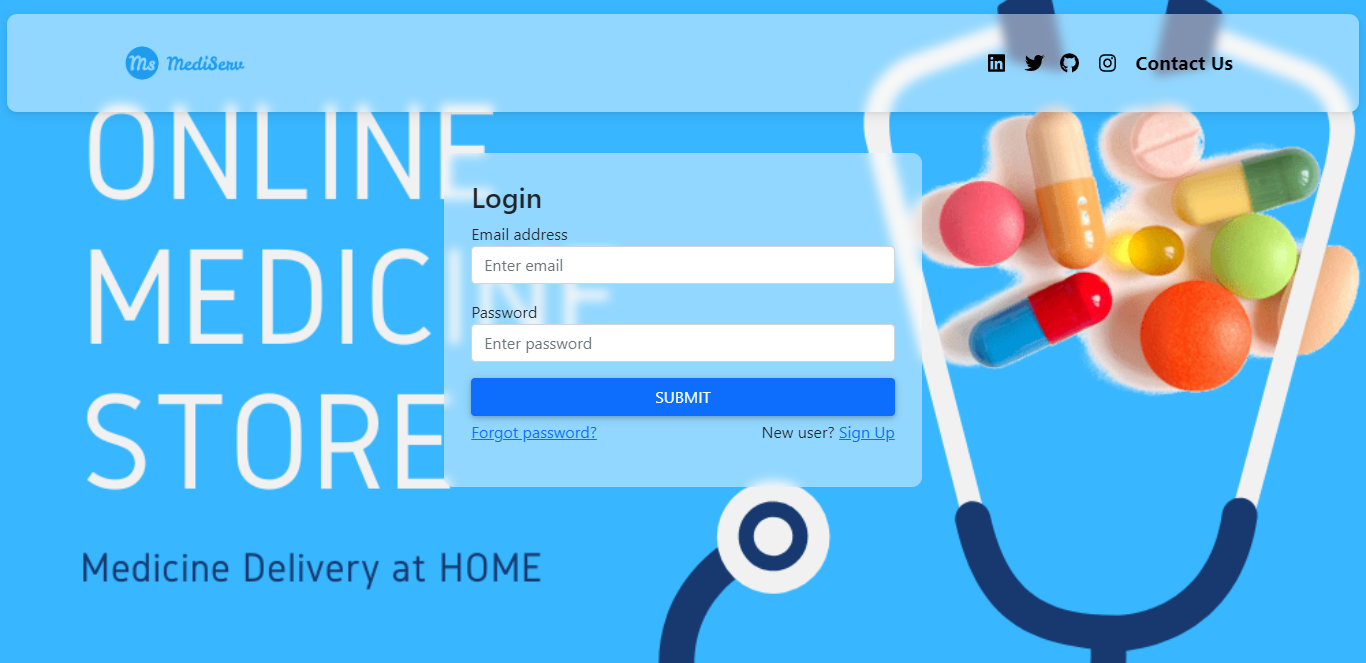 Ms MediServ
Contact Us
ONLINE
MEDICINE
STORE
Medicine Delivery at HOME
Login
Email address
Enter email
Password
Enter password
SUBMIT
Forgot password? New user? Sign Up